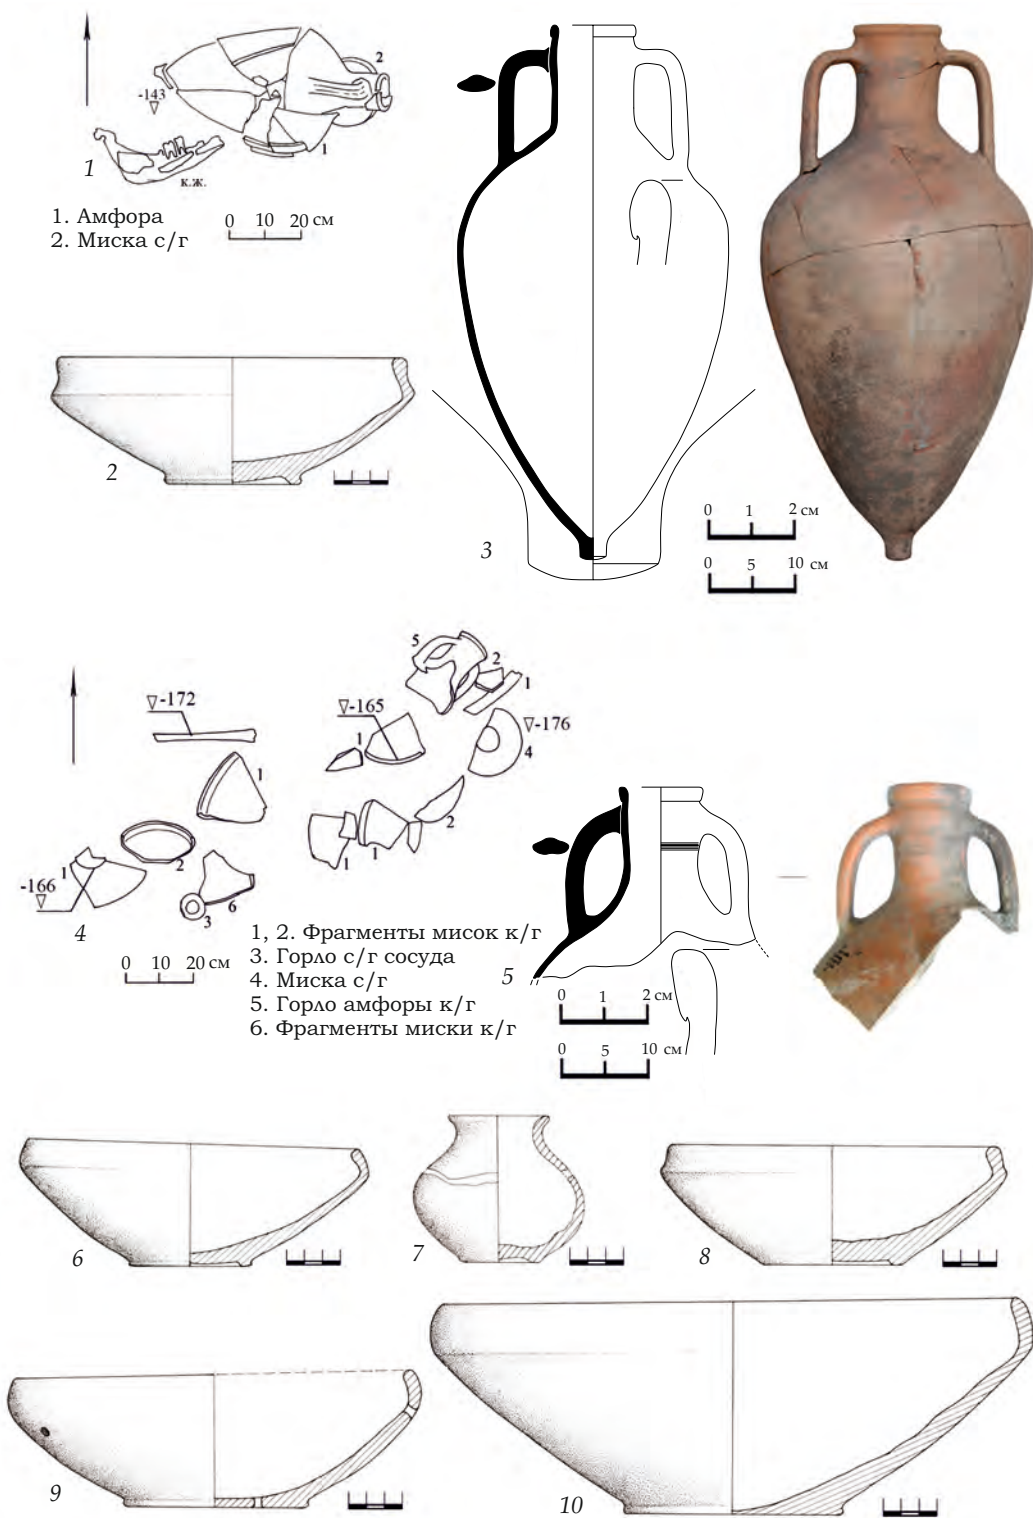 2
-143
1
к.ж.
1
1. Амфора
2. Миска с/г
0 10 20 см
2
3
0 1 2 см
0 5 10 см
5
2
1
-172
-165
-176
1
4
1
2
1
1
2
1
-166
3
6
4
1, 2. Фрагменты мисок к/г
3. Горло с/г сосуда
4. Миска с/г
5. Горло амфоры к/г
6. Фрагменты миски к/г
0 10 20 см
5
0 1 2 см
0 5 10 см
6
7
8
9
10